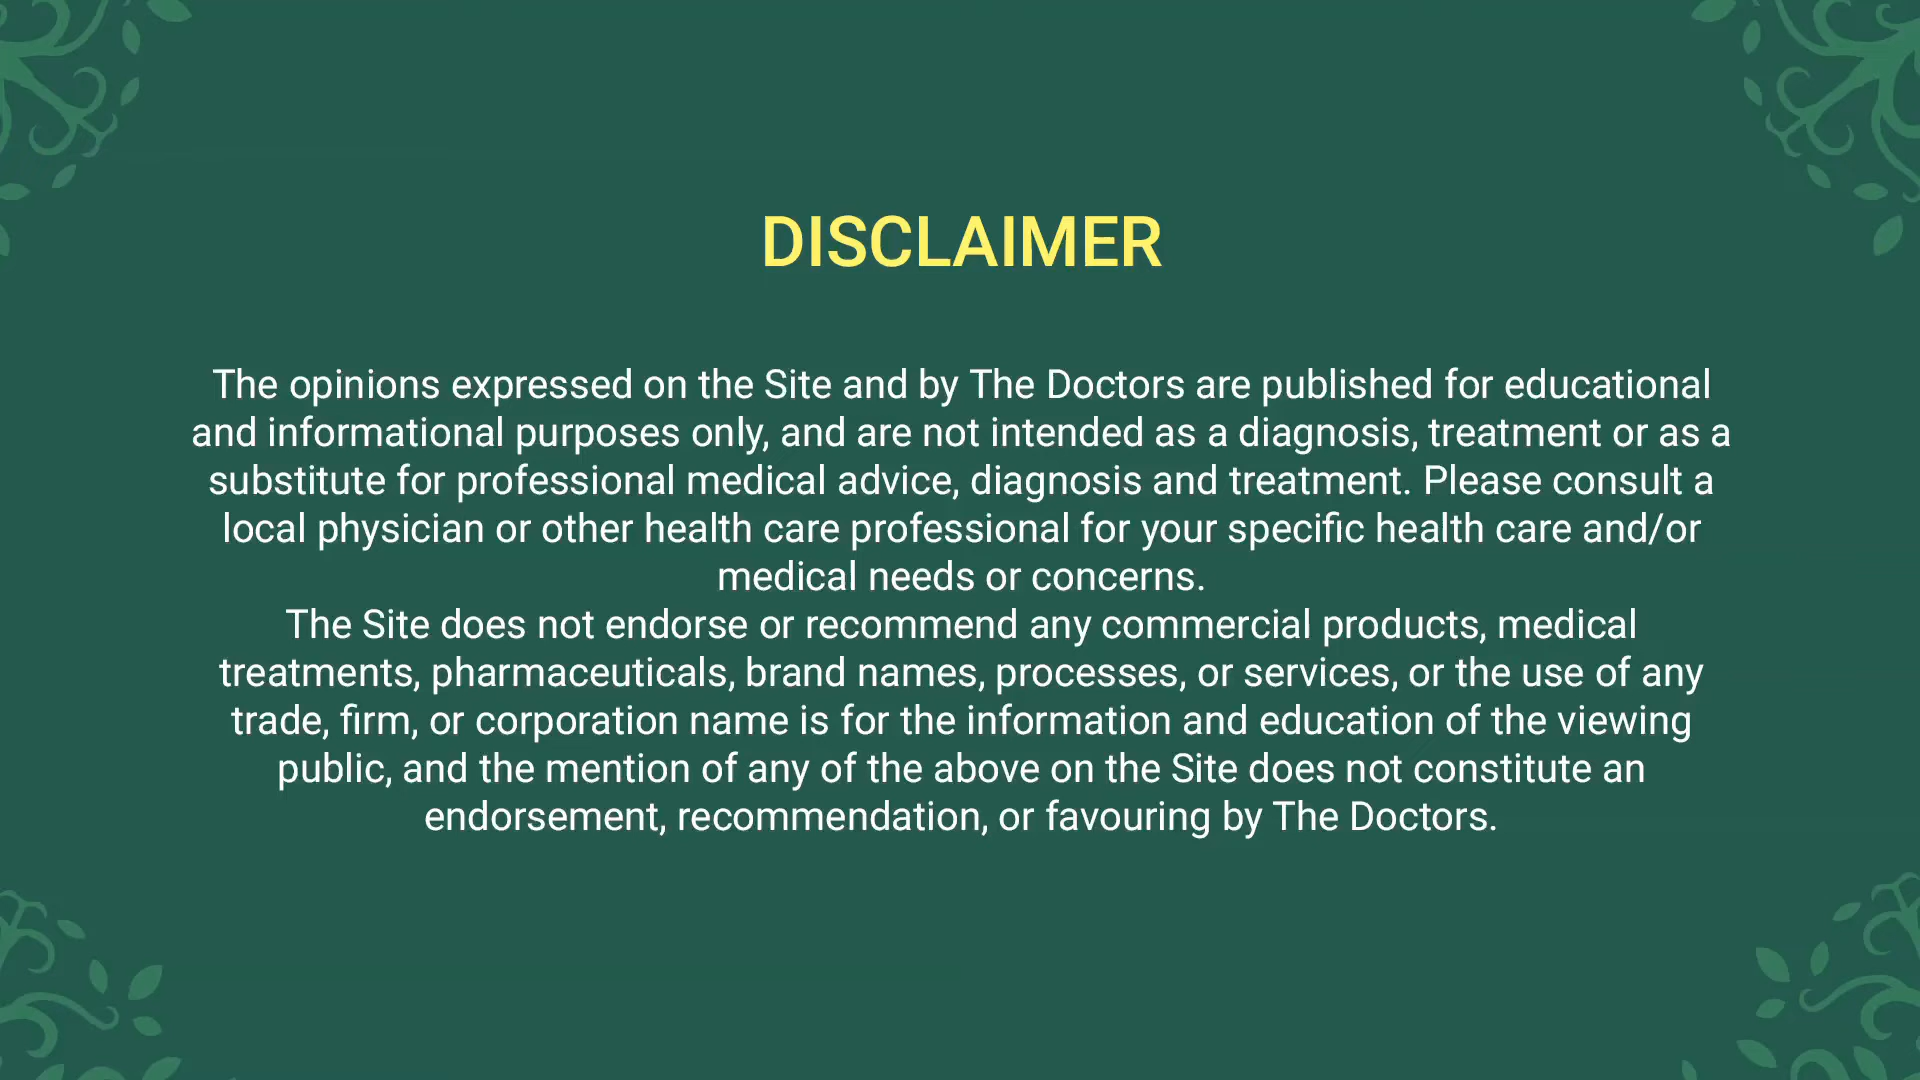 DISCLAIMER
The opinions expressed on the Site and by The Doctors are published for educational
and informational purposes only, and are not intended as a diagnosis, treatment or as a
substitute for professional medical advice, diagnosis and treatment. Please consult a
local physician or other health care professional for your specific health care and/or
medical needs or concerns.
The Site does not endorse or recommend any commercial products, medical
treatments, pharmaceuticals, brand names, processes, or services, or the use of any
trade, firm, or corporation name is for the information and education of the viewing
public, and the mention of any of the above on the Site does not constitute an
endorsement, recommendation, or favouring by The Doctors.